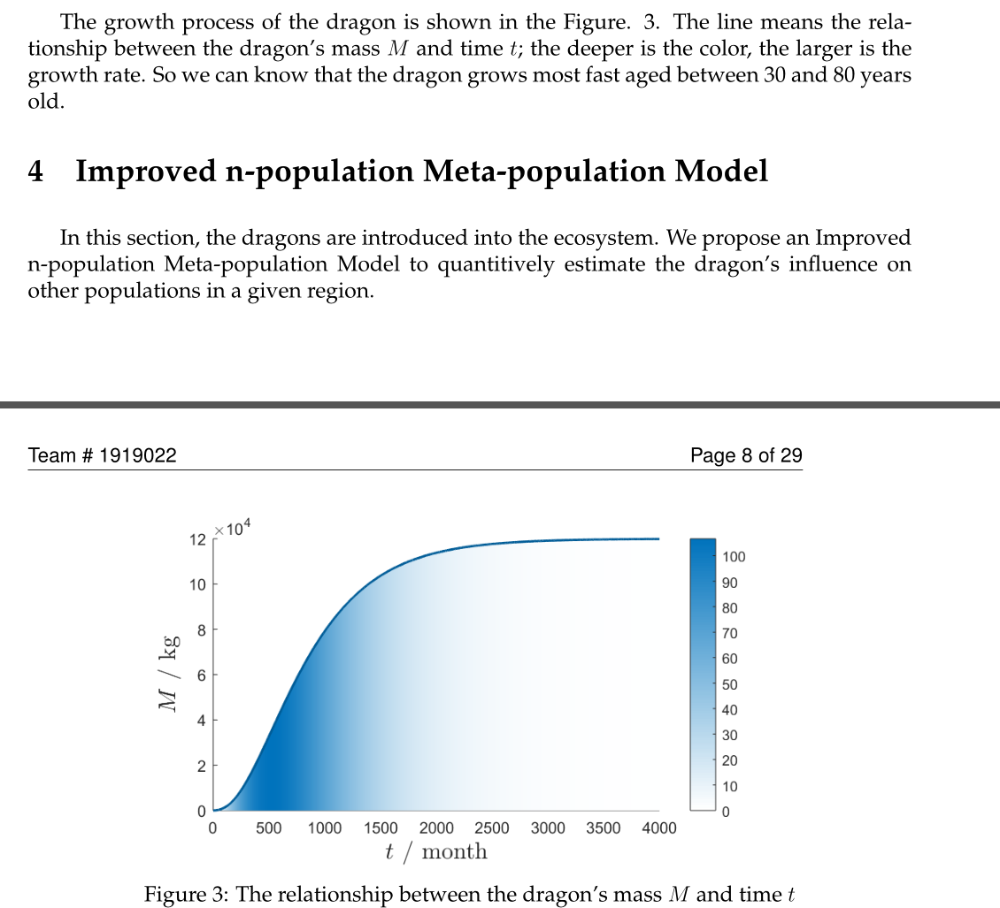 The growth process of the dragon is shown in the Figure. 3. The line means the rela-
tionship between the dragon's mass M and time t; the deeper is the color, the larger is the
growth rate. So we can know that the dragon grows most fast aged between 30 and 80 years
old.
4 Improved n-population Meta-population Model
In this section, the dragons are introduced into the ecosystem. We propose an Improved
n-population Meta-population Model to quantitively estimate the dragon's influence on
other populations in a given region.
Team # 1919022 Page 8 of 29
×10⁴
12
10
8
6
4
2
0
M / kg
0 500 1000 1500 2000 2500 3000 3500 4000
t / month
100
90
80
70
60
50
40
30
20
10
0
Figure 3: The relationship between the dragon's mass M and time t